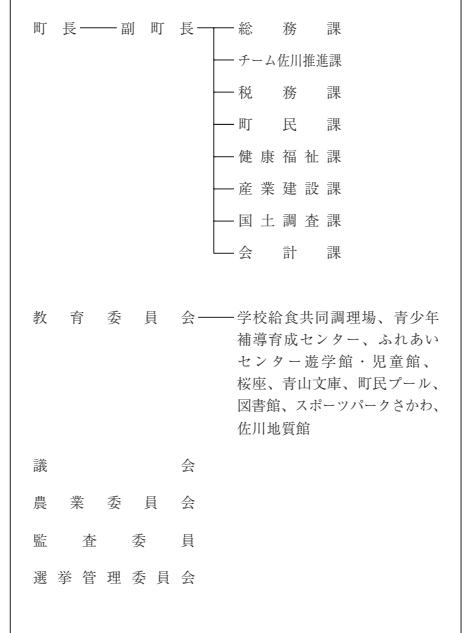 町長 副町長 総務課
チーム佐川推進課
税務課
町民課
健康福祉課
産業建設課
国土調査課
会計課
教育委員会 学校給食共同調理場、青少年
補導育成センター、ふれあい
センター遊学館・児童館、
桜座、青山文庫、町民プール、
図書館、スポーツパークさかわ、
佐川地質館
議会
農業委員会
監査委員
選挙管理委員会